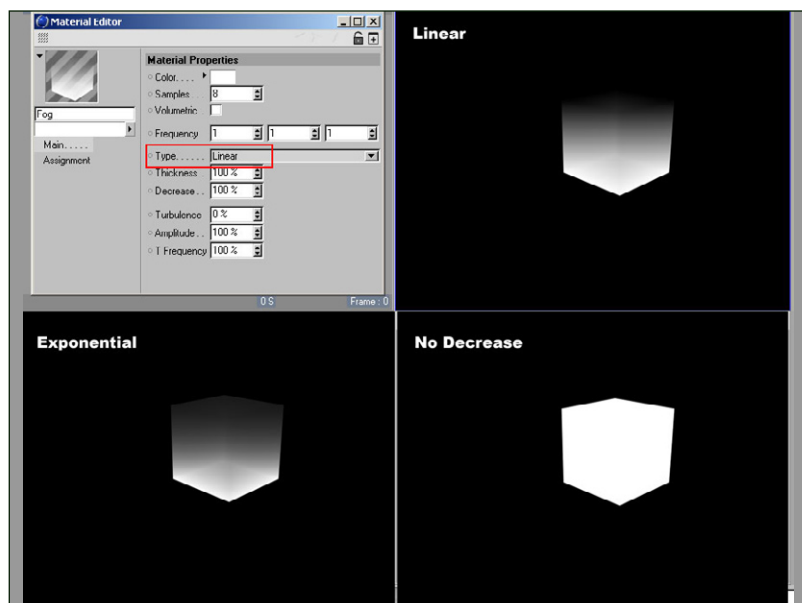 Material Editor
Material Properties
Color. . . .
Samples . . . 8
Volumetric
Fog
Frequency 1 1 1
Main. . . . .
Type. . . . . . Linear
Assignment
Thickness 100 %
Decrease . . 100 %
Turbulence 0 %
Amplitude . . 100 %
T Frequency 100 %
0 S Frame : 0
Linear
Exponential
No Decrease